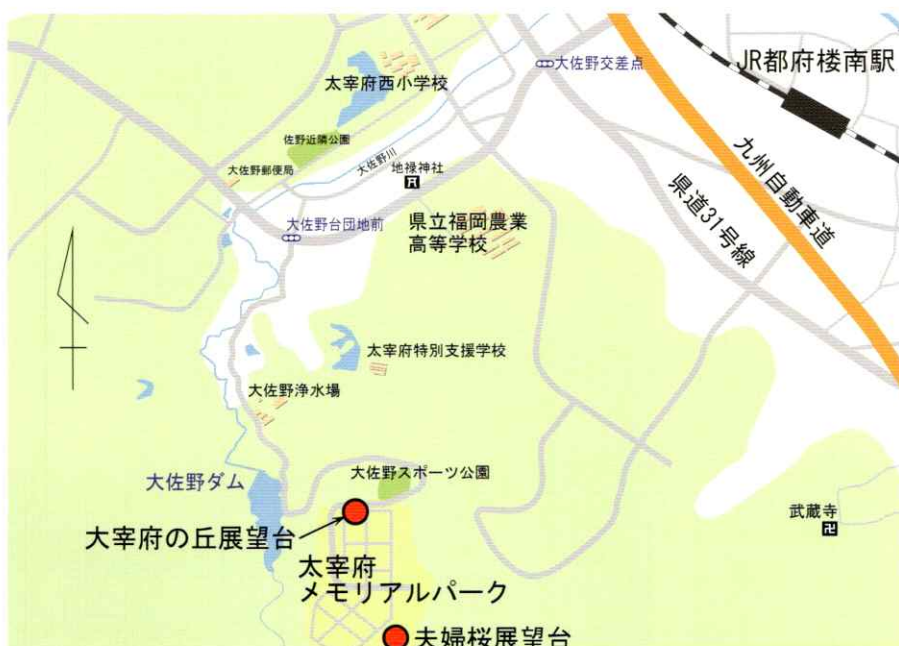 JR都府楼南駅
大佐野交差点
太宰府西小学校
佐野近隣公園
大佐野川
大佐野郵便局
地禄神社
九州自動車道
県道31号線
大佐野台団地前
県立福岡農業
高等学校
太宰府特別支援学校
大佐野浄水場
大佐野スポーツ公園
大佐野ダム
武蔵寺
大宰府の丘展望台
太宰府
メモリアルパーク
夫婦桜展望台